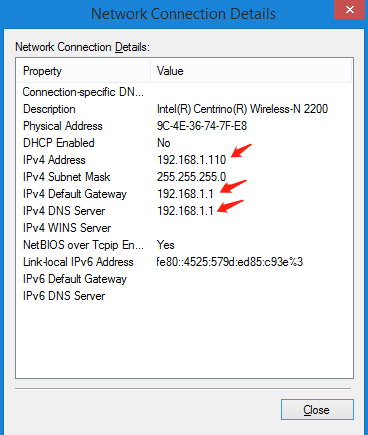 Network Connection Details
Network Connection Details:
Property Value
Connection-specific DN...
Description Intel(R) Centrino(R) Wireless-N 2200
Physical Address 9C-4E-36-74-7F-E8
DHCP Enabled No
IPv4 Address 192.168.1.110
IPv4 Subnet Mask 255.255.255.0
IPv4 Default Gateway 192.168.1.1
IPv4 DNS Server 192.168.1.1
IPv4 WINS Server
NetBIOS over Tcpip En... Yes
Link-local IPv6 Address fe80::4525:579d:ed85:c93e%3
IPv6 Default Gateway
IPv6 DNS Server
Close